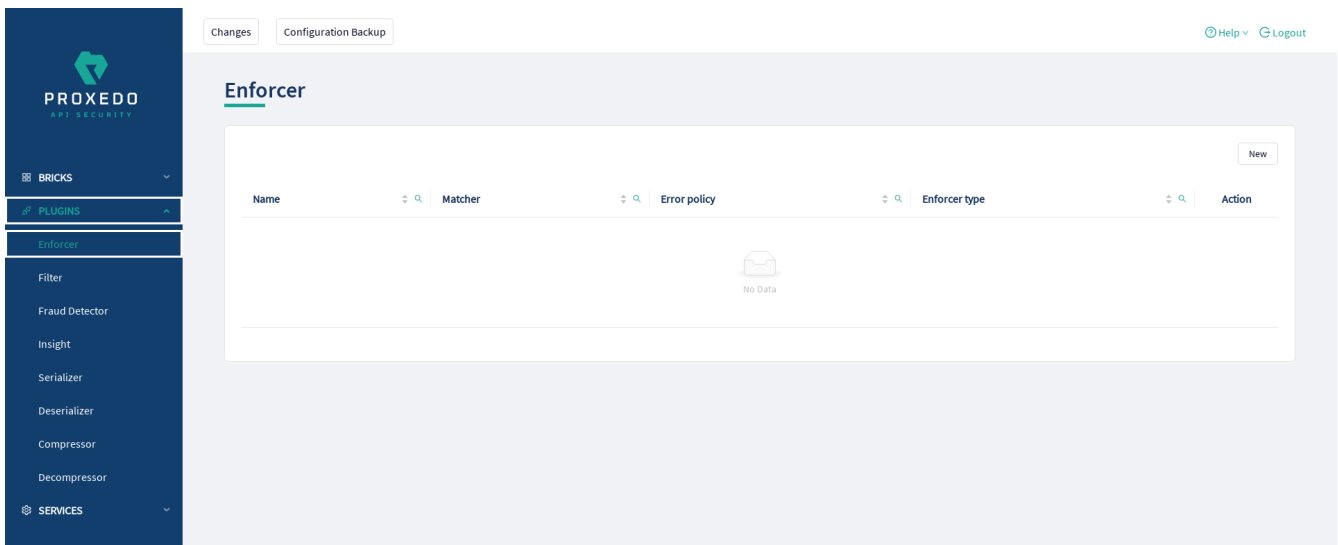 Changes
Configuration Backup
Help
Logout
PROXEDO
API SECURITY
BRICKS
PLUGINS
Enforcer
Filter
Fraud Detector
Insight
Serializer
Deserializer
Compressor
Decompressor
SERVICES
Enforcer
New
Name Matcher Error policy Enforcer type Action
No Data